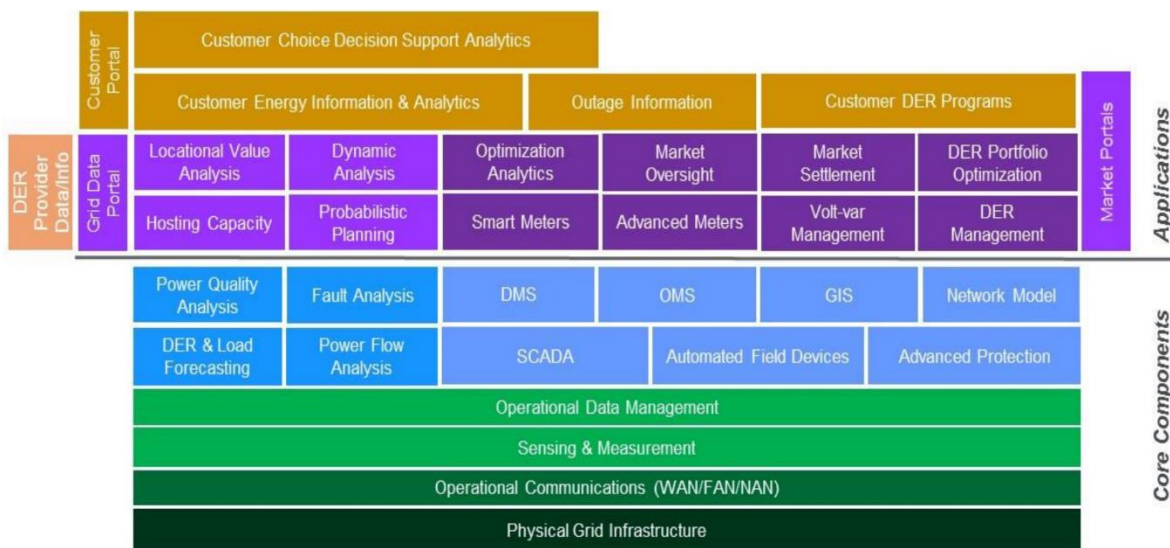 Customer
Portal
Customer Choice Decision Support Analytics
Customer Energy Information & Analytics
Outage Information
Customer DER Programs
DER
Provider
Data/Info
Grid Data
Portal
Locational Value
Analysis
Dynamic
Analysis
Optimization
Analytics
Market
Oversight
Market
Settlement
DER Portfolio
Optimization
Hosting Capacity
Probabilistic
Planning
Smart Meters
Advanced Meters
Volt-var
Management
DER
Management
Market Portals
Applications
Power Quality
Analysis
Fault Analysis
DMS
OMS
GIS
Network Model
DER & Load
Forecasting
Power Flow
Analysis
SCADA
Automated Field Devices
Advanced Protection
Operational Data Management
Sensing & Measurement
Operational Communications (WAN/FAN/NAN)
Physical Grid Infrastructure
Core Components